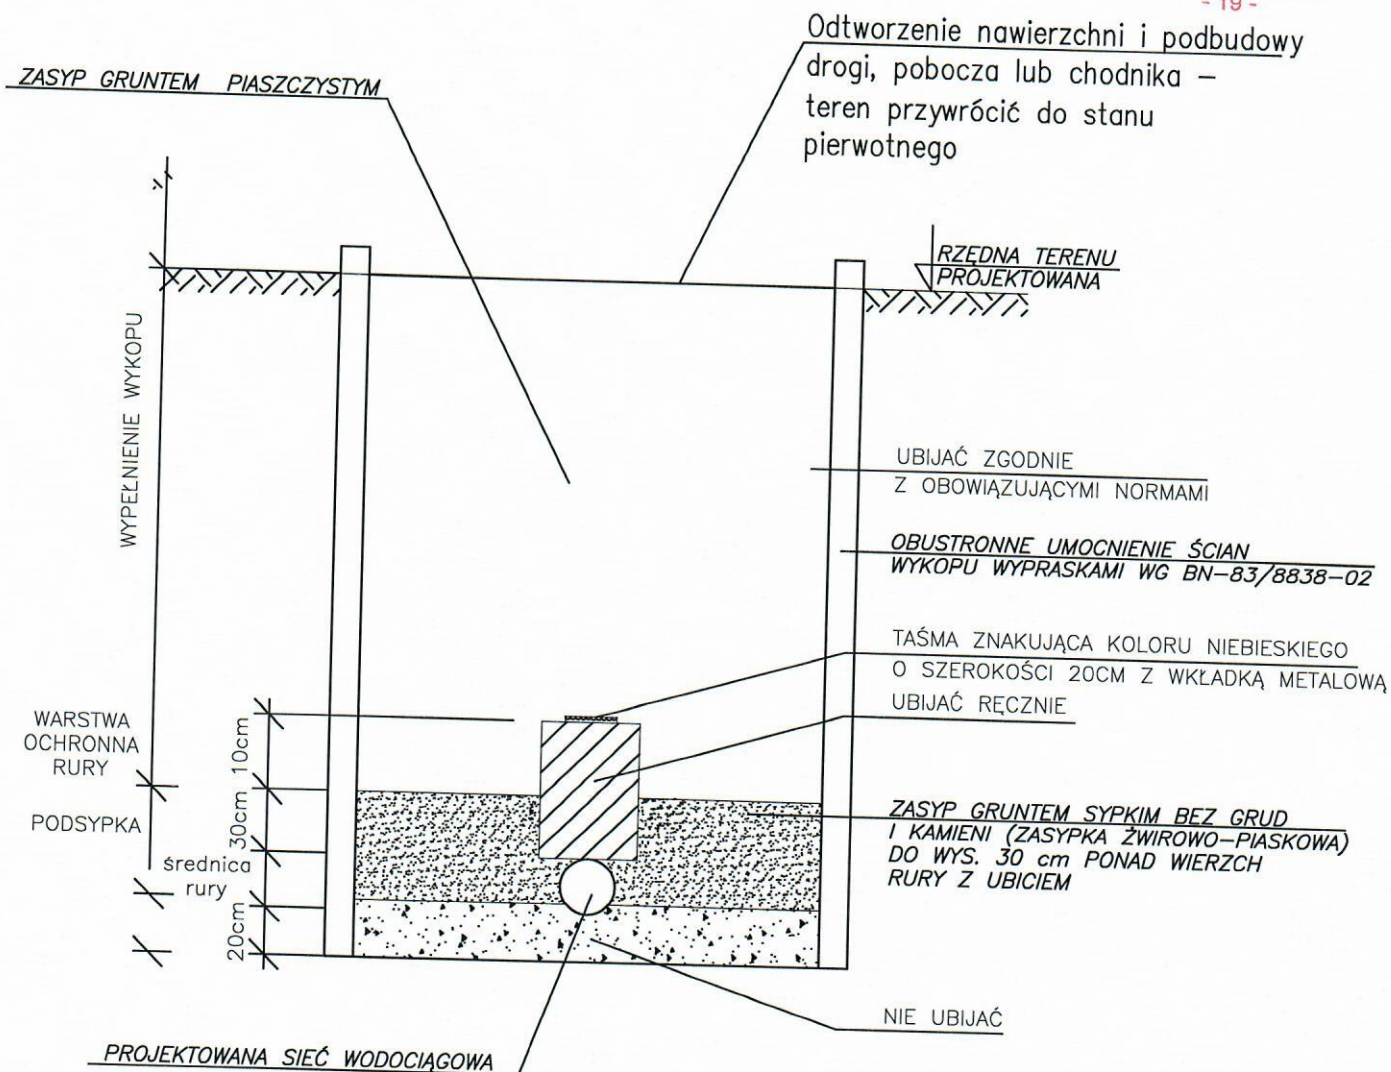 - 19 -
Odtworzenie nawierzchni i podbudowy
drogi, pobocza lub chodnika –
teren przywrócić do stanu
pierwotnego
ZASYP GRUNTEM PIASZCZYSTYM
RZĘDNA TERENU
PROJEKTOWANA
WYPEŁNIENIE WYKOPU
UBIJAĆ ZGODNIE
Z OBOWIĄZUJĄCYMI NORMAMI
OBUSTRONNE UMOCNIENIE ŚCIAN
WYKOPU WYPRASKAMI WG BN-83/8838-02
TAŚMA ZNAKUJĄCA KOLORU NIEBIESKIEGO
O SZEROKOŚCI 20CM Z WKŁADKĄ METALOWĄ
UBIJAĆ RĘCZNIE
WARSTWA
OCHRONNA
RURY
10cm
30cm
PODSYPKA
średnica
rury
20cm
ZASYP GRUNTEM SYPKIM BEZ GRUD
I KAMIENI (ZASYPKA ŻWIROWO-PIASKOWA)
DO WYS. 30 cm PONAD WIERZCH
RURY Z UBICIEM
NIE UBIJAĆ
PROJEKTOWANA SIEĆ WODOCIĄGOWA